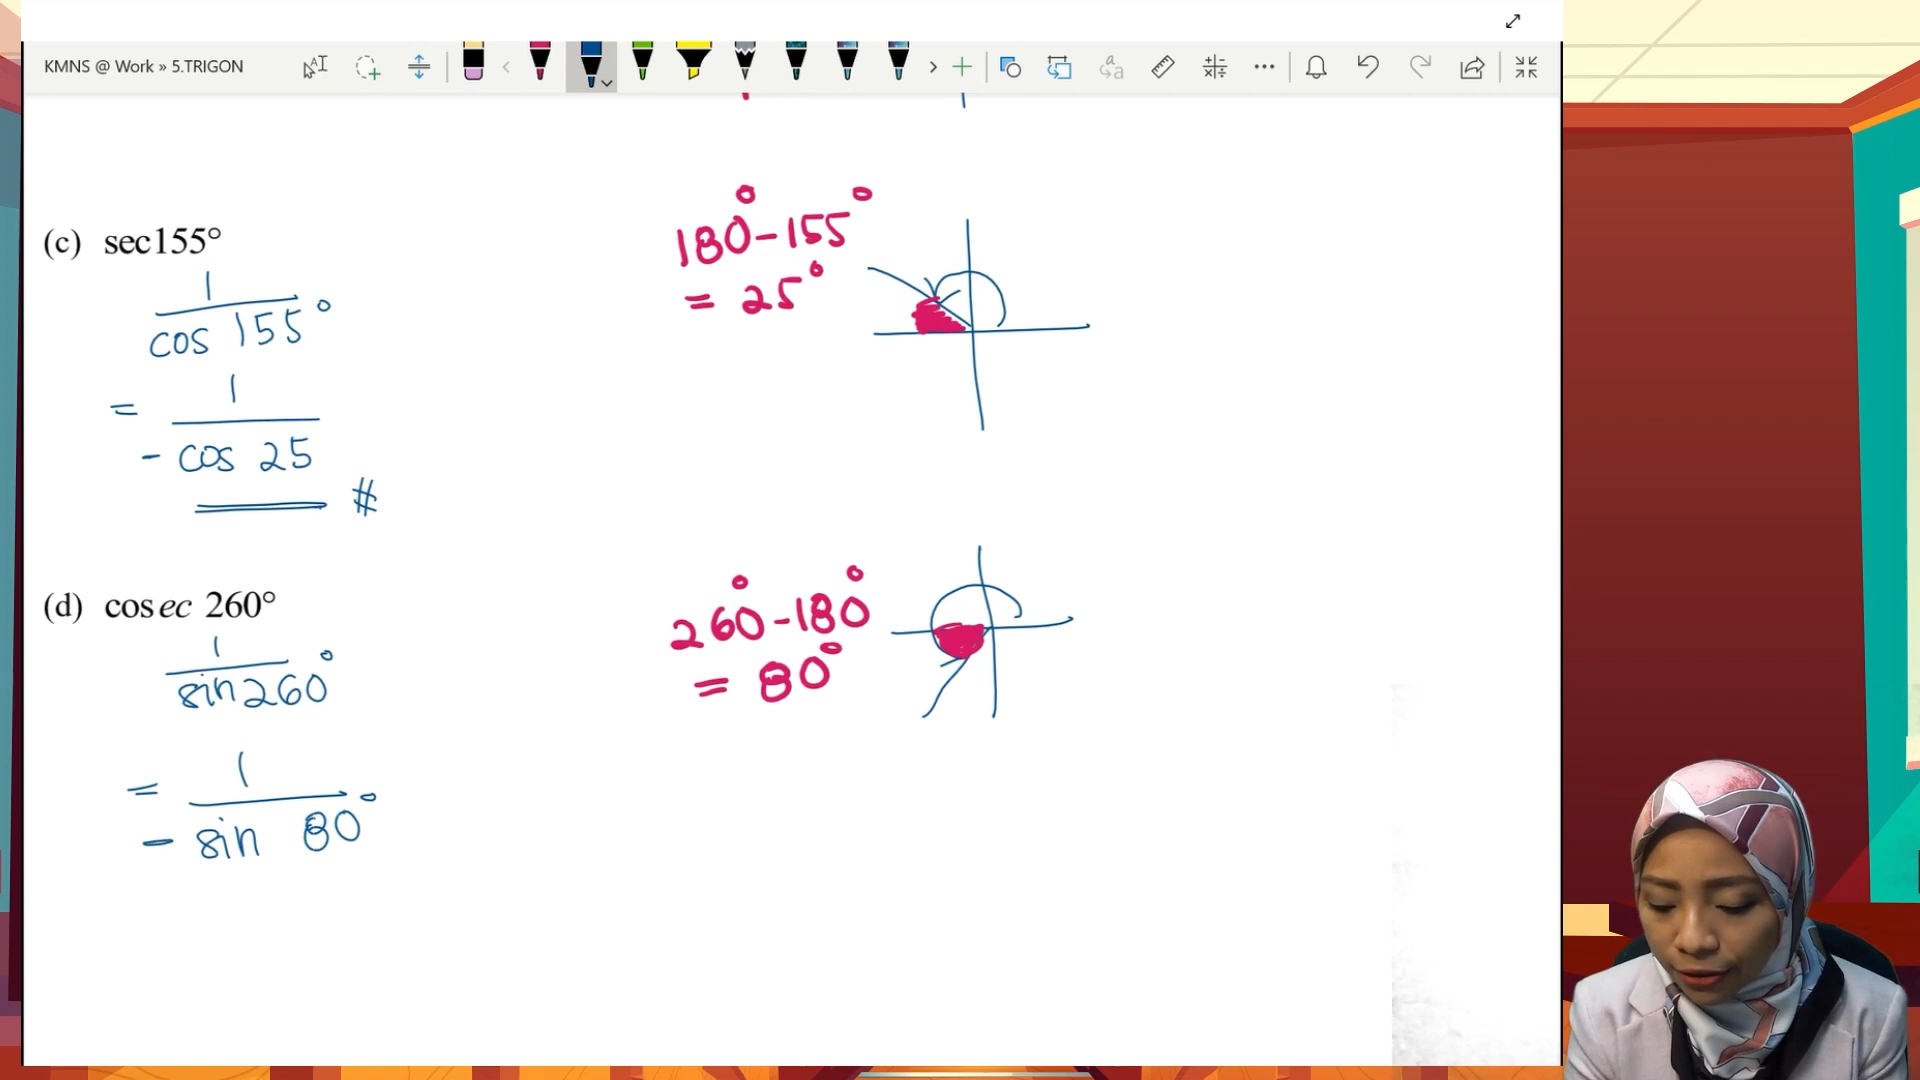 KMNS @ Work » 5.TRIGON
(c) sec155°
1
cos 155°
= 1
- cos 25
#
180° - 155°
= 25°
(d) cosec 260°
1
sin 260°
= 1
- sin 80°
260° - 180°
= 80°